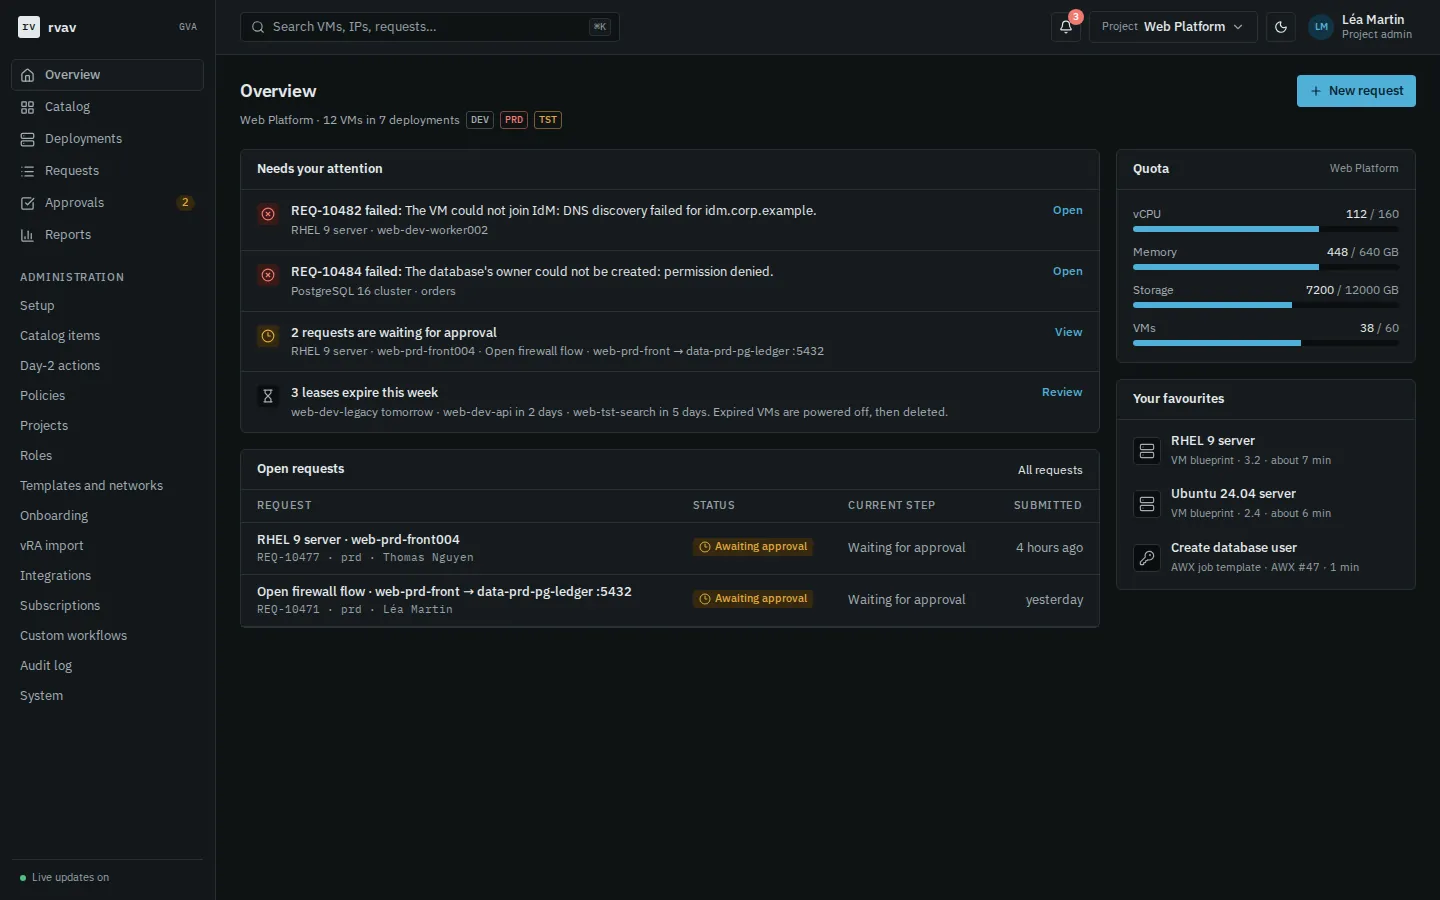 rv rvav GVA
Overview
Catalog
Deployments
Requests
Approvals 2
Reports
ADMINISTRATION
Setup
Catalog items
Day-2 actions
Policies
Projects
Roles
Templates and networks
Onboarding
vRA import
Integrations
Subscriptions
Custom workflows
Audit log
System
Live updates on
Search VMs, IPs, requests... ⌘K
3
Project Web Platform
LM
Léa Martin
Project admin
Overview
New request
Web Platform · 12 VMs in 7 deployments DEV PRD TST
Needs your attention
REQ-10482 failed: The VM could not join IdM: DNS discovery failed for idm.corp.example. Open
RHEL 9 server · web-dev-worker002
REQ-10484 failed: The database's owner could not be created: permission denied. Open
PostgreSQL 16 cluster · orders
2 requests are waiting for approval View
RHEL 9 server · web-prd-front004 · Open firewall flow · web-prd-front → data-prd-pg-ledger :5432
3 leases expire this week Review
web-dev-legacy tomorrow · web-dev-api in 2 days · web-tst-search in 5 days. Expired VMs are powered off, then deleted.
Open requests All requests
REQUEST STATUS CURRENT STEP SUBMITTED
RHEL 9 server · web-prd-front004 Awaiting approval Waiting for approval 4 hours ago
REQ-10477 · prd · Thomas Nguyen
Open firewall flow · web-prd-front → data-prd-pg-ledger :5432 Awaiting approval Waiting for approval yesterday
REQ-10471 · prd · Léa Martin
Quota Web Platform
vCPU 112 / 160
Memory 448 / 640 GB
Storage 7200 / 12000 GB
VMs 38 / 60
Your favourites
RHEL 9 server
VM blueprint · 3.2 · about 7 min
Ubuntu 24.04 server
VM blueprint · 2.4 · about 6 min
Create database user
AWX job template · AWX #47 · 1 min